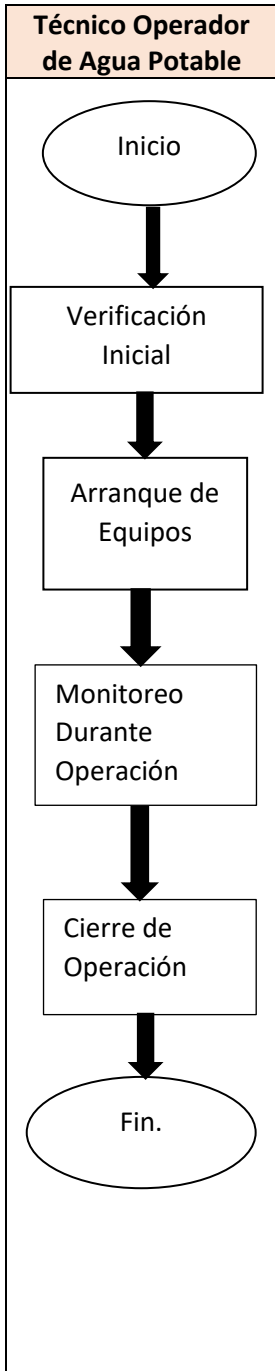 Técnico Operador
de Agua Potable
Inicio
Verificación
Inicial
Arranque de
Equipos
Monitoreo
Durante
Operación
Cierre de
Operación
Fin.